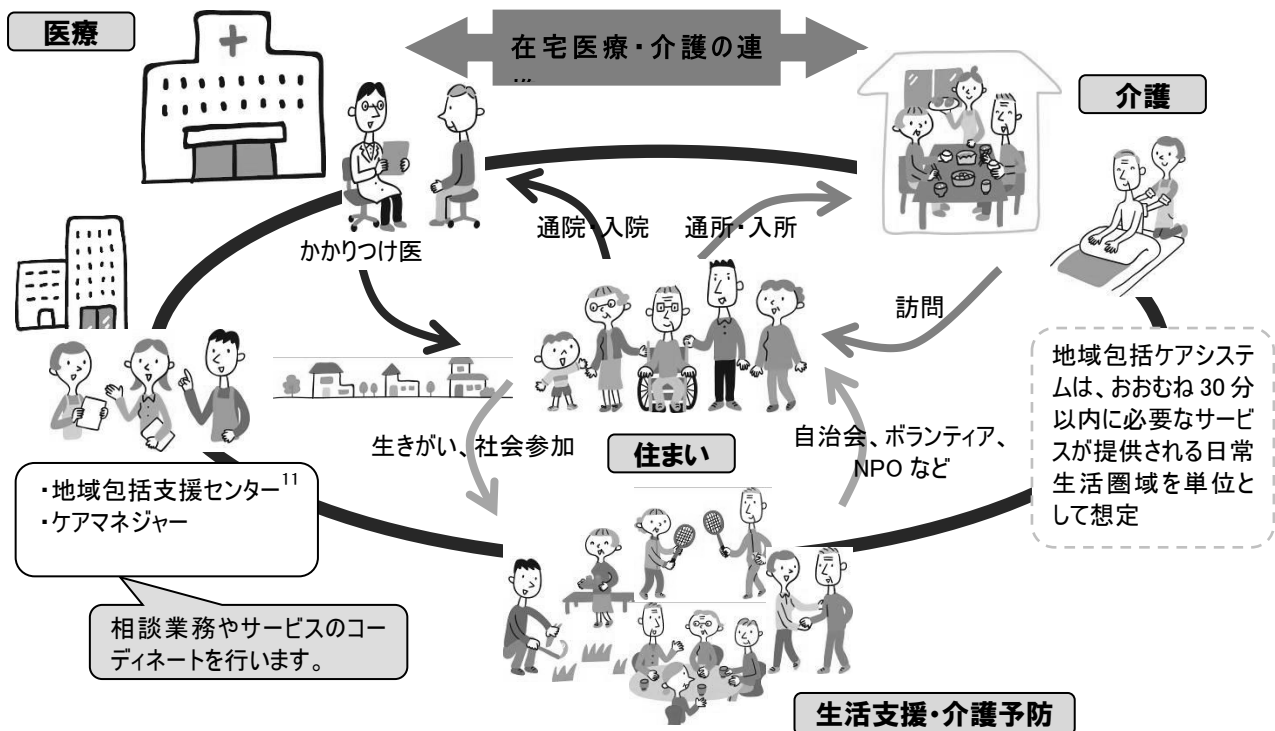 医療
在宅医療・介護の連
介護
通院・入院
通所・入所
かかりつけ医
訪問
地域包括ケアシステ
ムは、おおむね 30 分
以内に必要なサービ
スが提供される日常
生活圏域を単位と
して想定
生きがい、社会参加
住まい
自治会、ボランティア、
NPO など
・地域包括支援センター11
・ケアマネジャー
相談業務やサービスのコー
ディネートを行います。
生活支援・介護予防